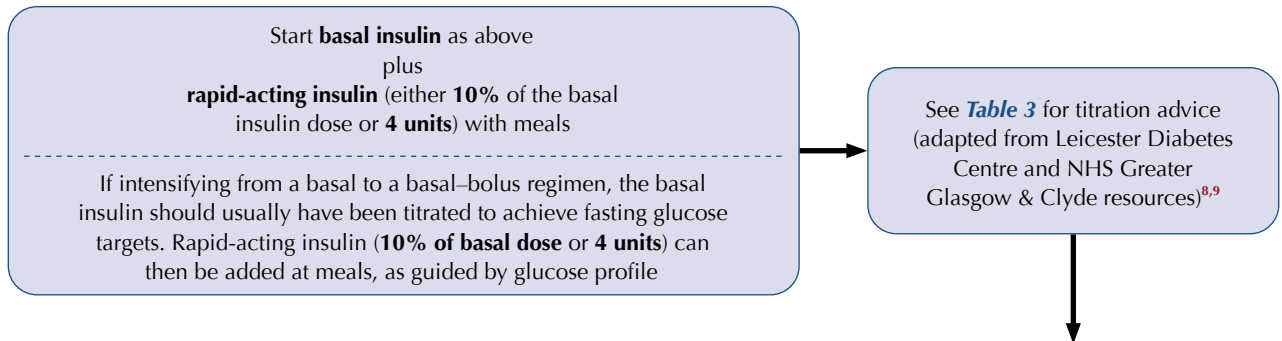 Start basal insulin as above
plus
rapid-acting insulin (either 10% of the basal
insulin dose or 4 units) with meals
If intensifying from a basal to a basal–bolus regimen, the basal
insulin should usually have been titrated to achieve fasting glucose
targets. Rapid-acting insulin (10% of basal dose or 4 units) can
then be added at meals, as guided by glucose profile
See Table 3 for titration advice
(adapted from Leicester Diabetes
Centre and NHS Greater
Glasgow & Clyde resources)8,9